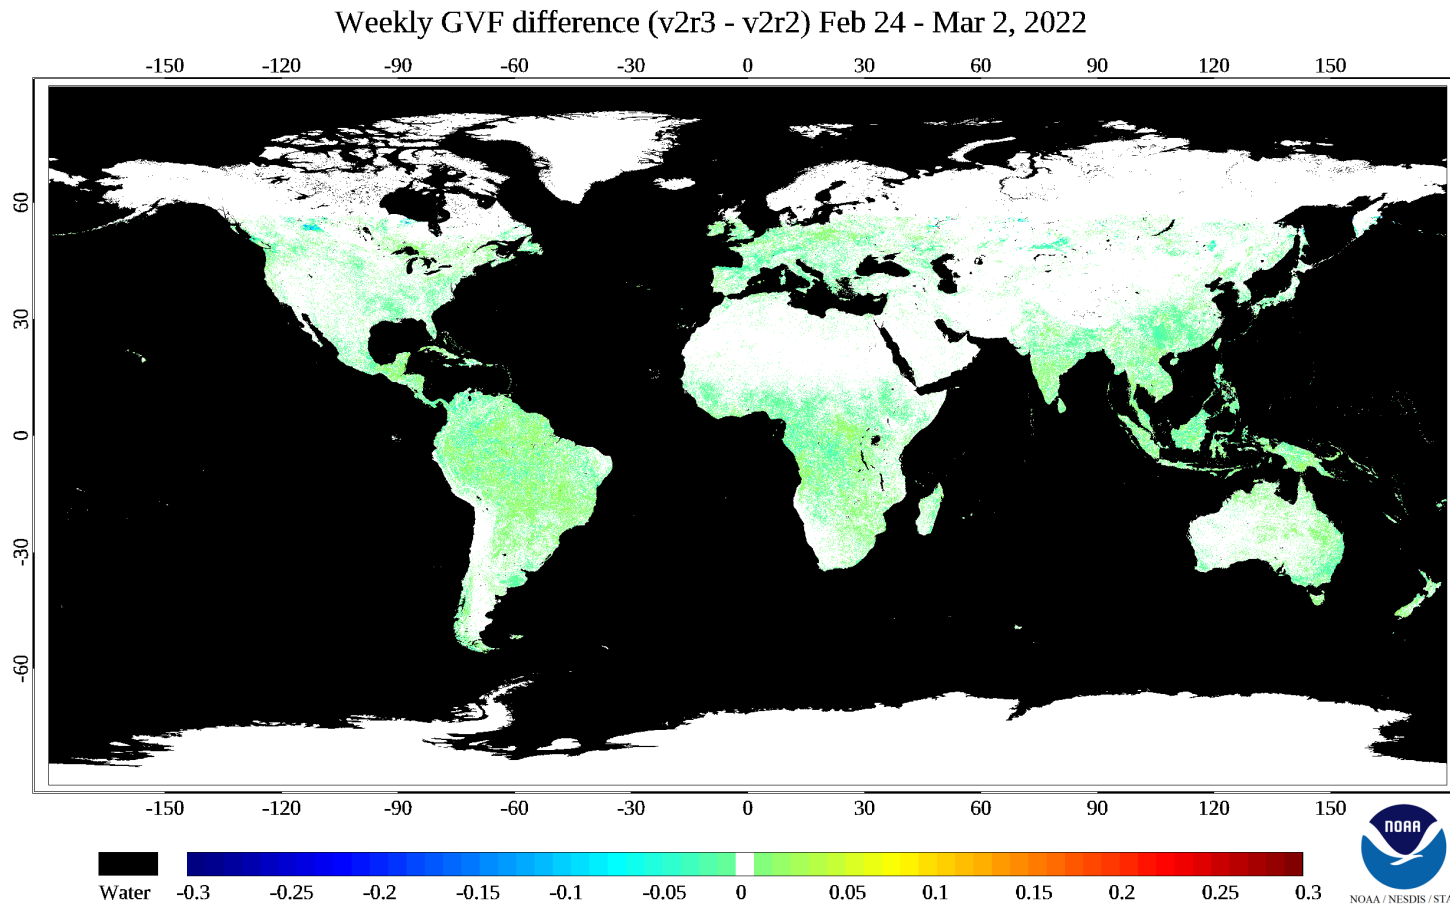 Weekly GVF difference (v2r3 - v2r2) Feb 24 - Mar 2, 2022
-150 -120 -90 -60 -30 0 30 60 90 120 150
60
30
0
-30
-60
-150 -120 -90 -60 -30 0 30 60 90 120 150
Water -0.3 -0.25 -0.2 -0.15 -0.1 -0.05 0 0.05 0.1 0.15 0.2 0.25 0.3
NOAA
NOAA / NESDIS / STA